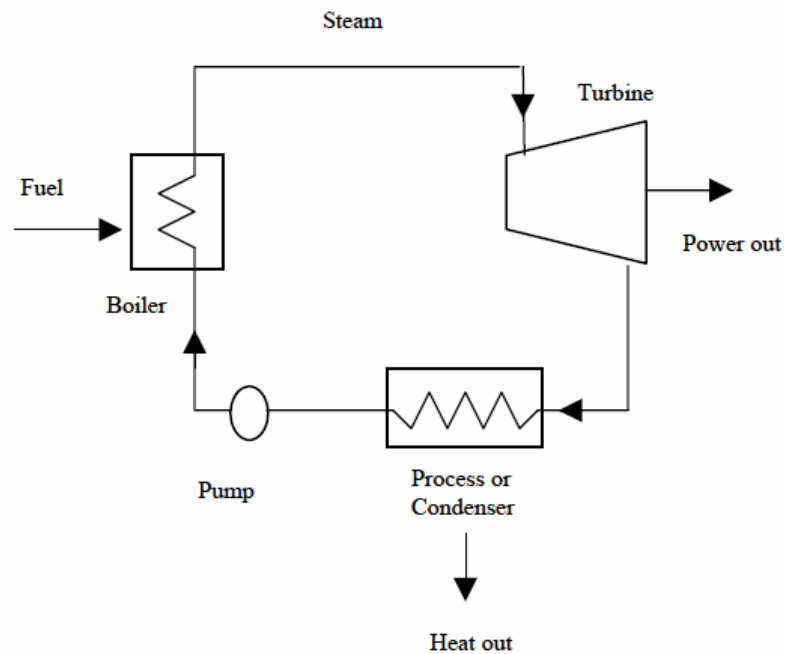 Steam
Turbine
Fuel
Power out
Boiler
Pump
Process or
Condenser
Heat out